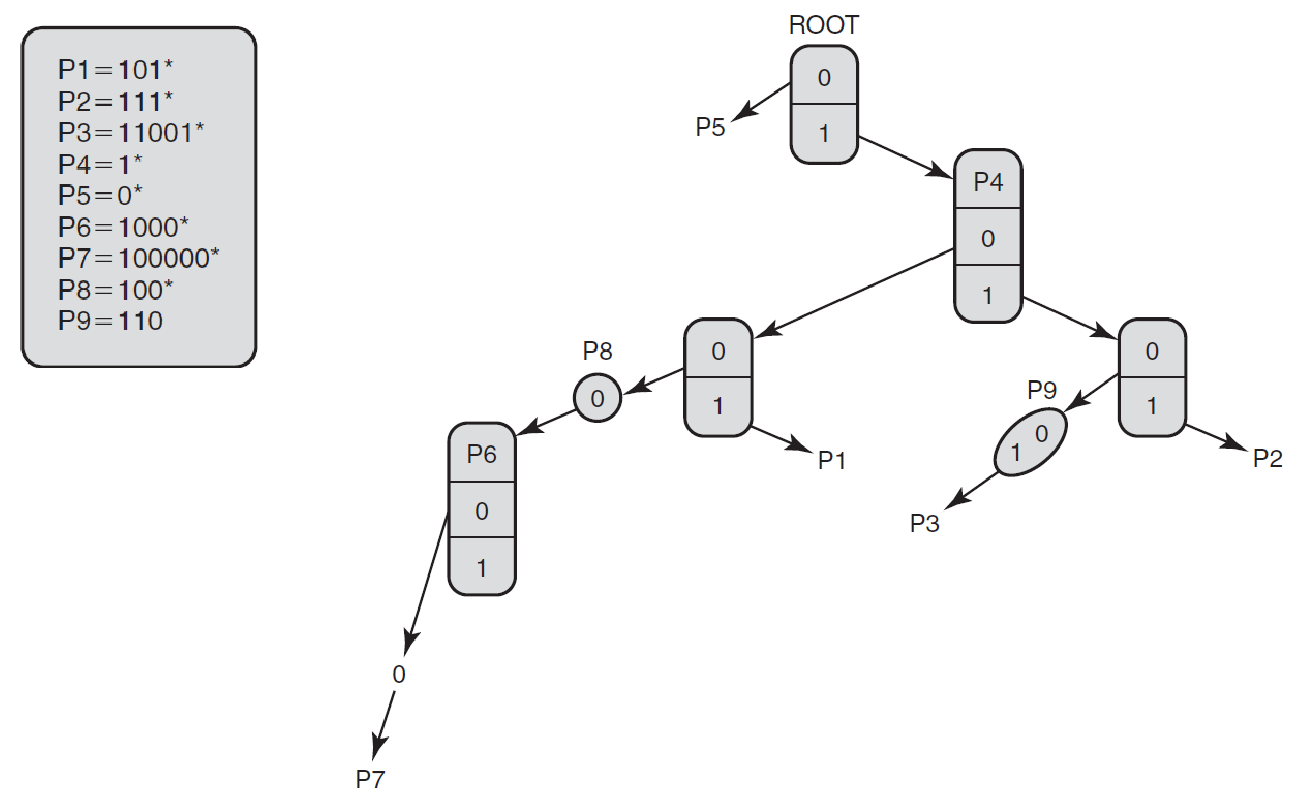 P1=101*
P2=111*
P3=11001*
P4=1*
P5=0*
P6=1000*
P7=100000*
P8=100*
P9=110
ROOT
0
1
P5
P4
0
1
0
1
P8
0
P1
P6
0
1
0
P7
0
1
P9
1 0
P3
P2